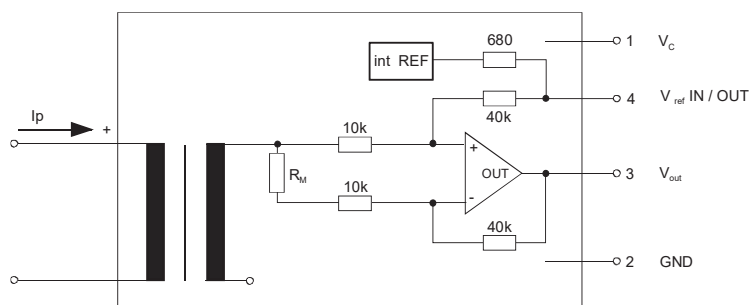 680
1 V_C
int REF
Ip
+
4 V_ref IN / OUT
10k
40k
+
R_M
10k
OUT
3 V_out
-
40k
2 GND